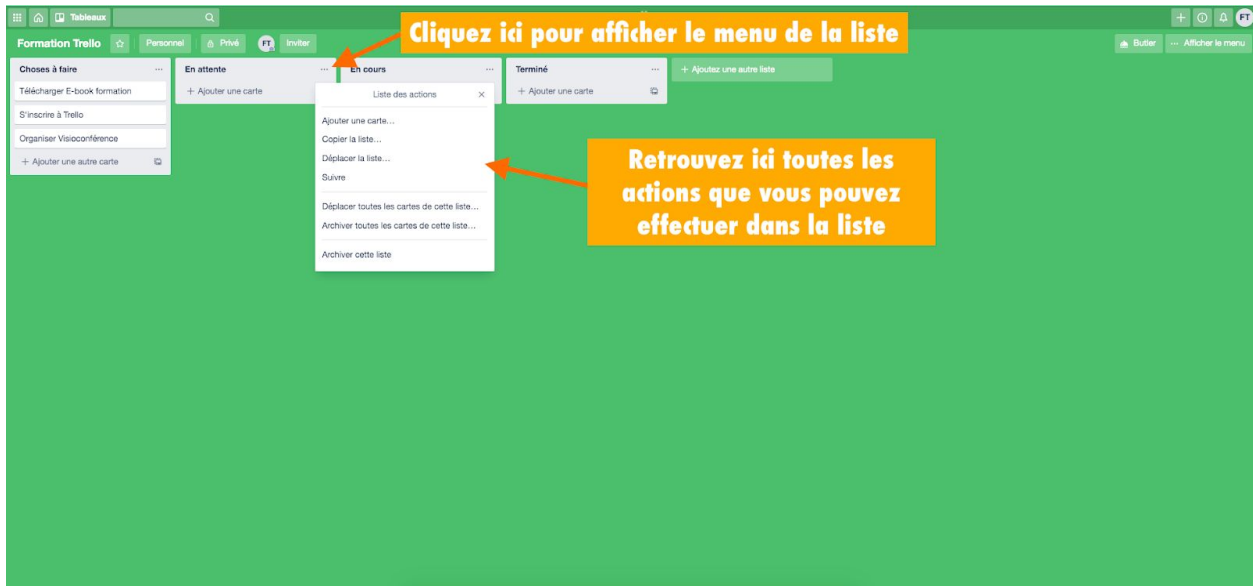 Tableaux
Cliquez ici pour afficher le menu de la liste
FT
Formation Trello
Personnel
Privé
FT
Inviter
Butler
... Afficher le menu
Choses à faire ...
Télécharger E-book formation
S'inscrire à Trello
Organiser Visioconférence
+ Ajouter une autre carte
En attente ...
+ Ajouter une carte
En cours ...
Terminé ...
+ Ajouter une carte
+ Ajoutez une autre liste
Liste des actions
Ajouter une carte…
Copier la liste…
Déplacer la liste…
Suivre
Déplacer toutes les cartes de cette liste…
Archiver toutes les cartes de cette liste…
Archiver cette liste
Retrouvez ici toutes les
actions que vous pouvez
effectuer dans la liste